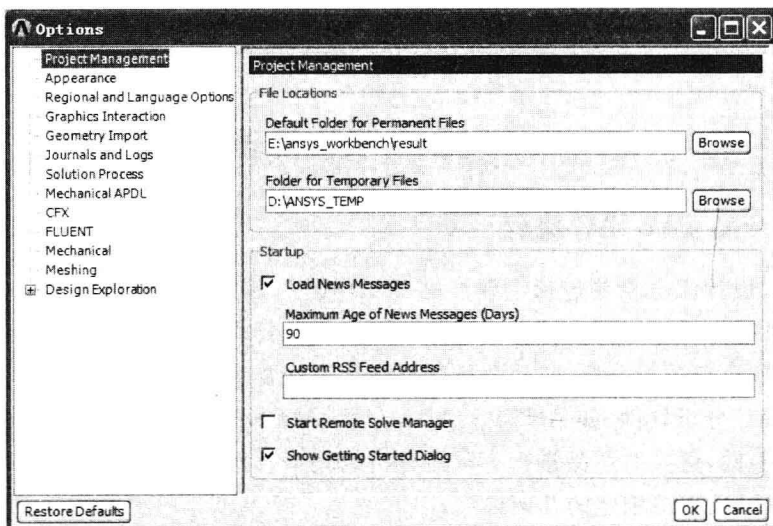 Options
Project Management
Appearance
Regional and Language Options
Graphics Interaction
Geometry Import
Journals and Logs
Solution Process
Mechanical APDL
CFX
FLUENT
Mechanical
Meshing
Design Exploration
Restore Defaults
Project Management
File Locations
Default Folder for Permanent Files
E:\ansys_workbench\result
Browse
Folder for Temporary Files
D:\ANSYS_TEMP
Browse
Startup
Load News Messages
Maximum Age of News Messages (Days)
90
Custom RSS Feed Address
Start Remote Solve Manager
Show Getting Started Dialog
OK Cancel